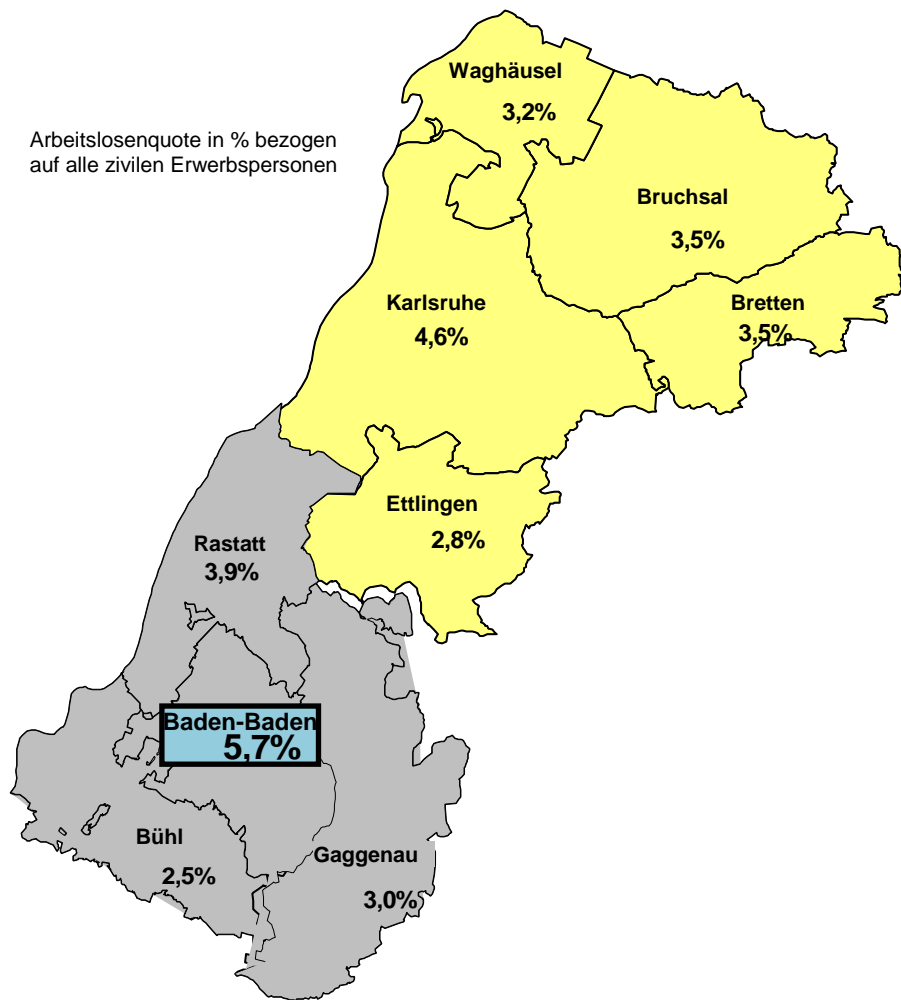 Waghäusel
3,2%
Arbeitslosenquote in % bezogen
auf alle zivilen Erwerbspersonen
Bruchsal
3,5%
Karlsruhe
4,6%
Bretten
3,5%
Ettlingen
2,8%
Rastatt
3,9%
Baden-Baden
5,7%
Bühl
2,5%
Gaggenau
3,0%